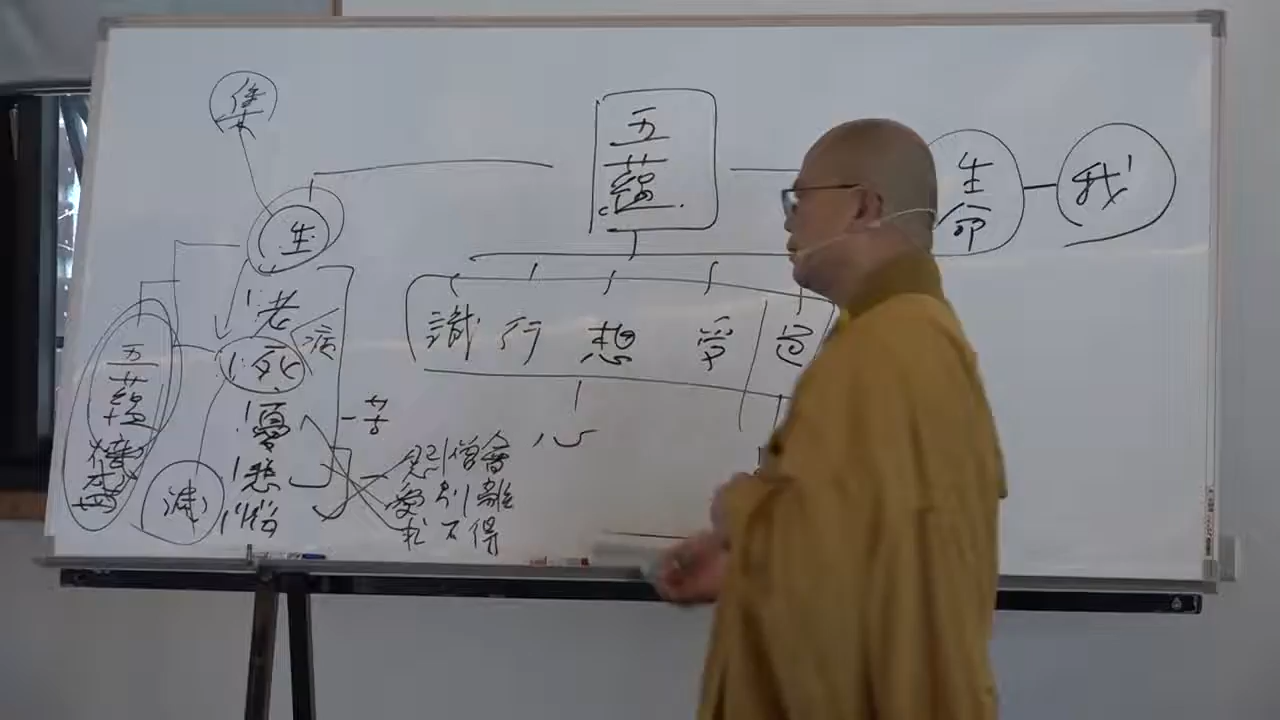 集
五蘊
生命
我
生
老
病
死
憂
悲
惱
苦
識 行 想 受 色
心
五蘊熾盛
滅
怨憎會
愛別離
求不得